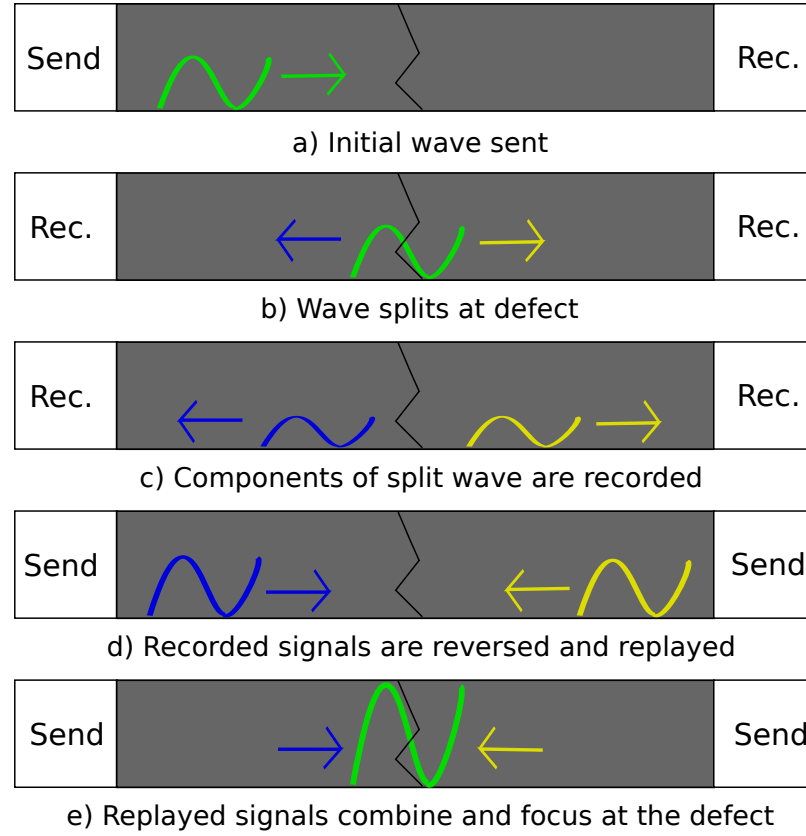 Send Rec.
a) Initial wave sent
Rec. Rec.
b) Wave splits at defect
Rec. Rec.
c) Components of split wave are recorded
Send Send
d) Recorded signals are reversed and replayed
Send Send
e) Replayed signals combine and focus at the defect